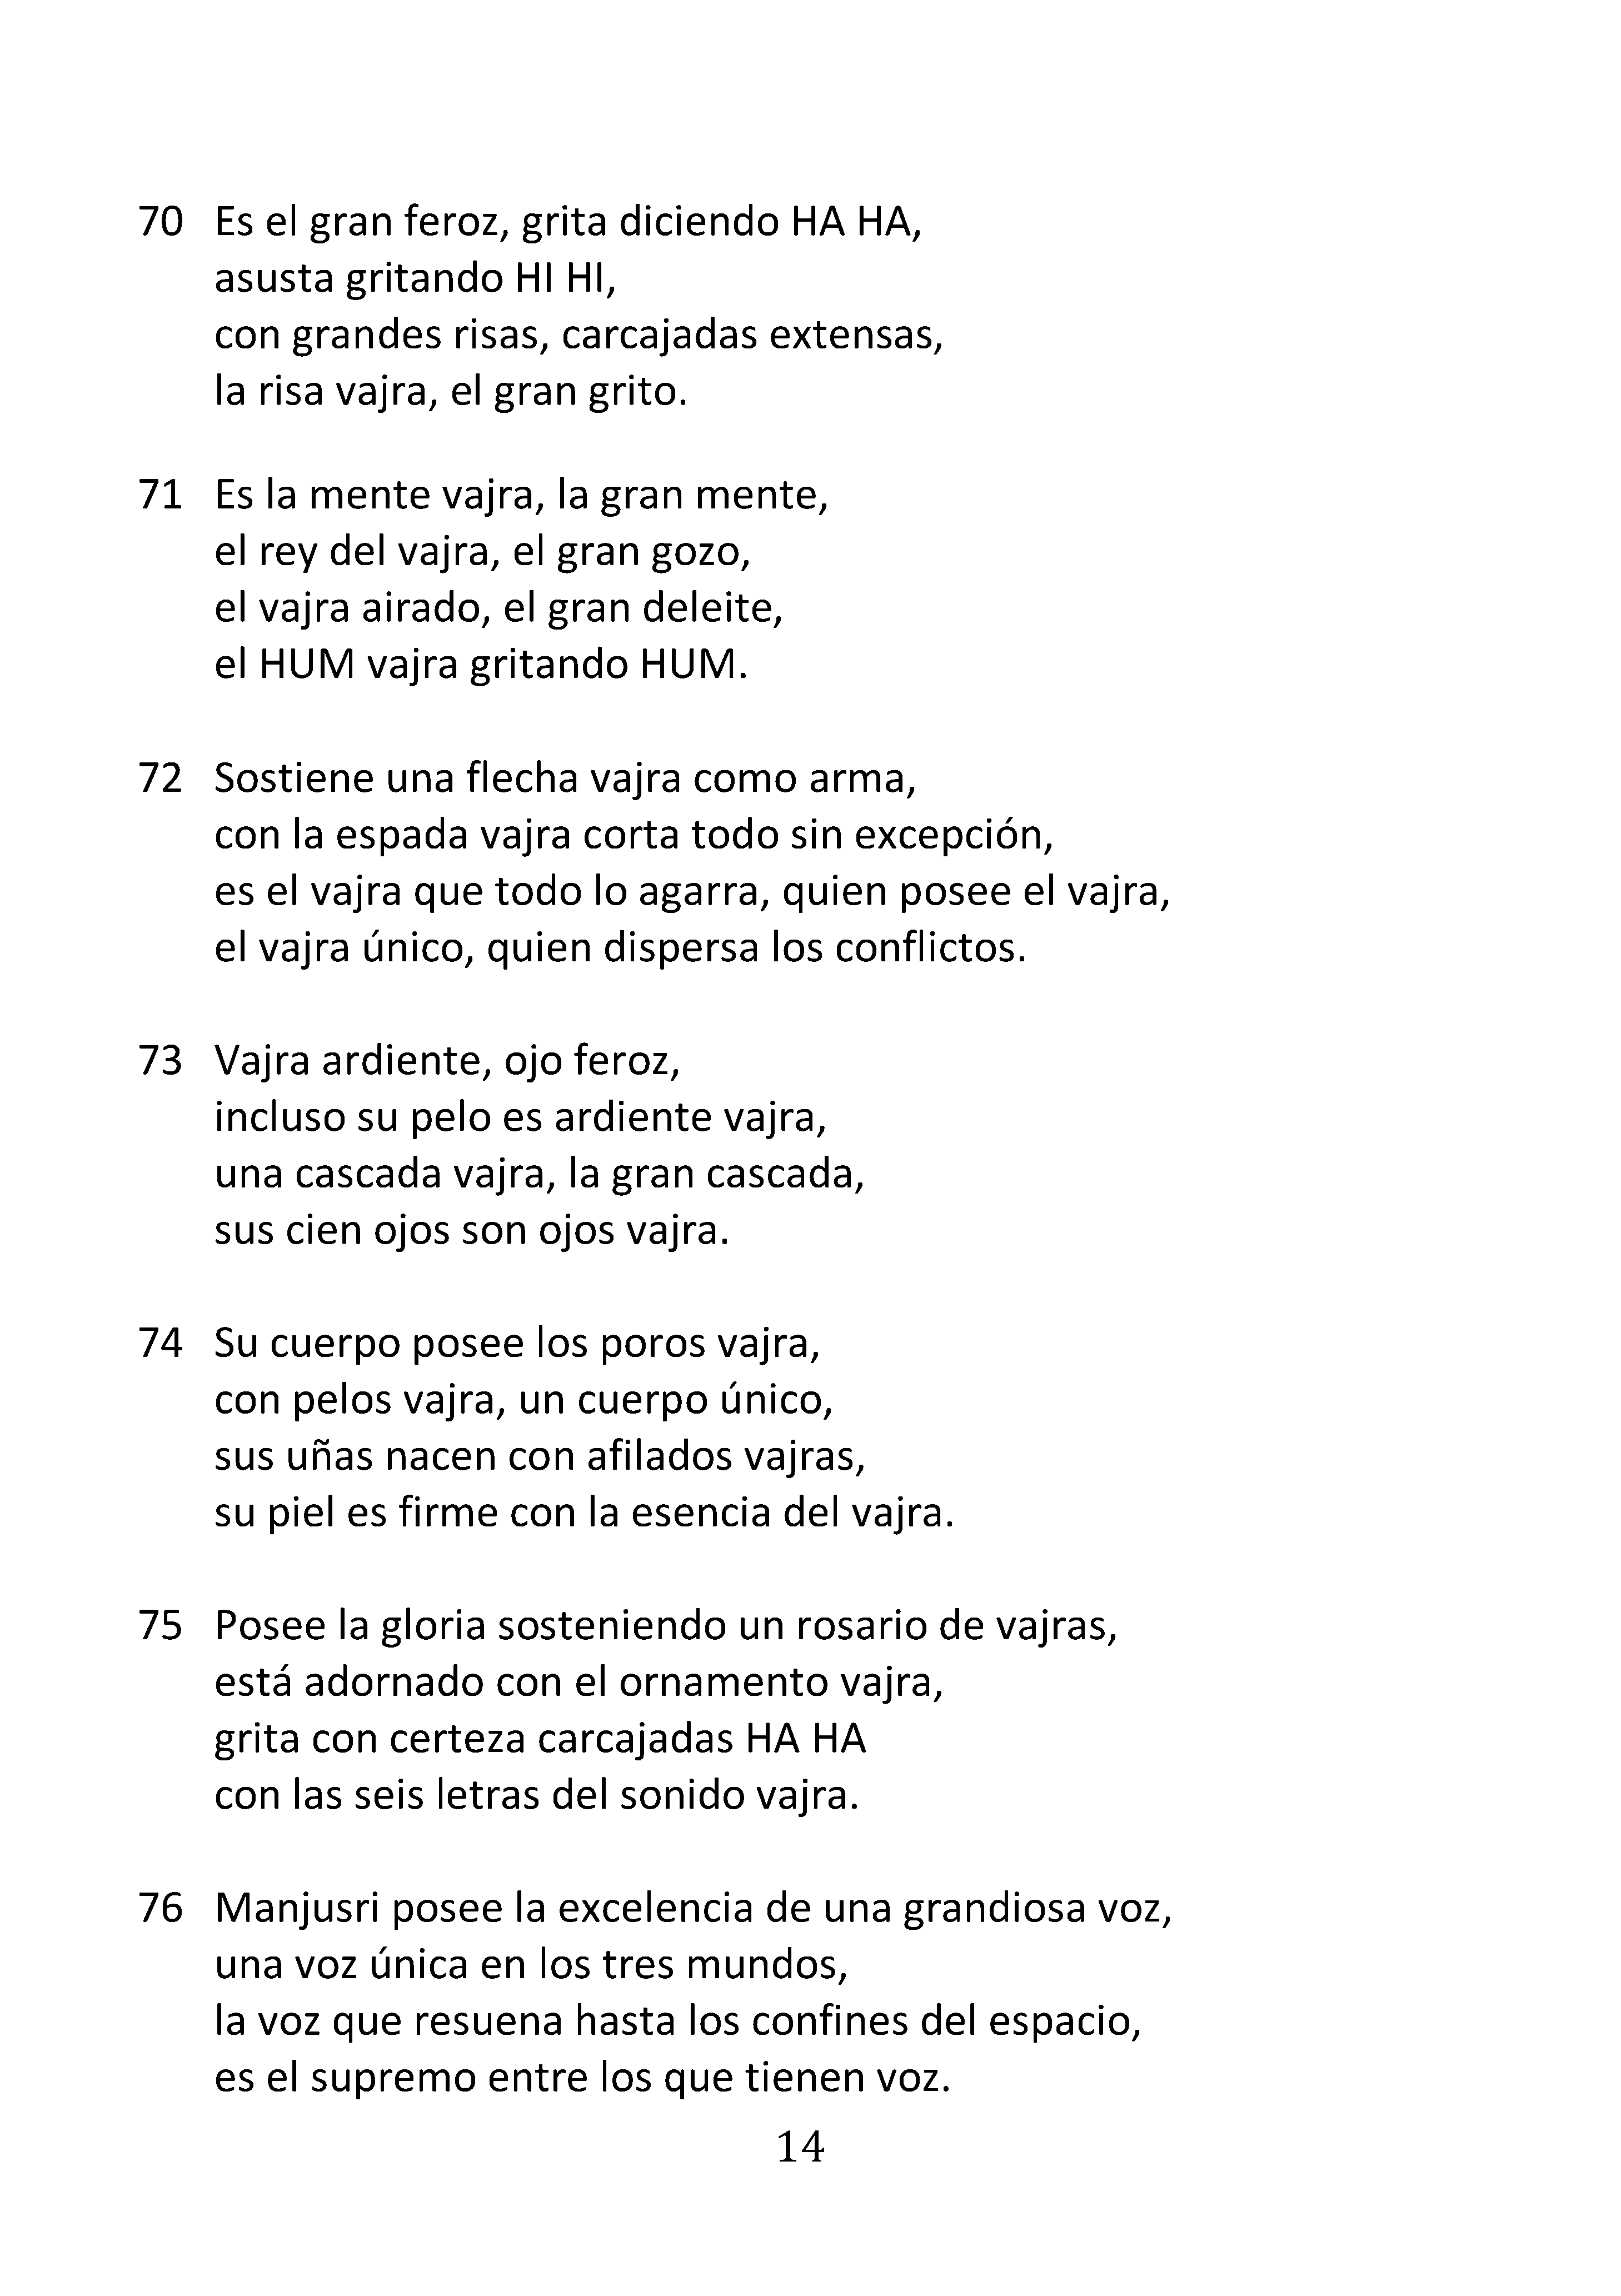 70 Es el gran feroz, grita diciendo HA HA,
asusta gritando HI HI,
con grandes risas, carcajadas extensas,
la risa vajra, el gran grito.
71 Es la mente vajra, la gran mente,
el rey del vajra, el gran gozo,
el vajra airado, el gran deleite,
el HUM vajra gritando HUM.
72 Sostiene una flecha vajra como arma,
con la espada vajra corta todo sin excepción,
es el vajra que todo lo agarra, quien posee el vajra,
el vajra único, quien dispersa los conflictos.
73 Vajra ardiente, ojo feroz,
incluso su pelo es ardiente vajra,
una cascada vajra, la gran cascada,
sus cien ojos son ojos vajra.
74 Su cuerpo posee los poros vajra,
con pelos vajra, un cuerpo único,
sus uñas nacen con afilados vajras,
su piel es firme con la esencia del vajra.
75 Posee la gloria sosteniendo un rosario de vajras,
está adornado con el ornamento vajra,
grita con certeza carcajadas HA HA
con las seis letras del sonido vajra.
76 Manjusri posee la excelencia de una grandiosa voz,
una voz única en los tres mundos,
la voz que resuena hasta los confines del espacio,
es el supremo entre los que tienen voz.
14